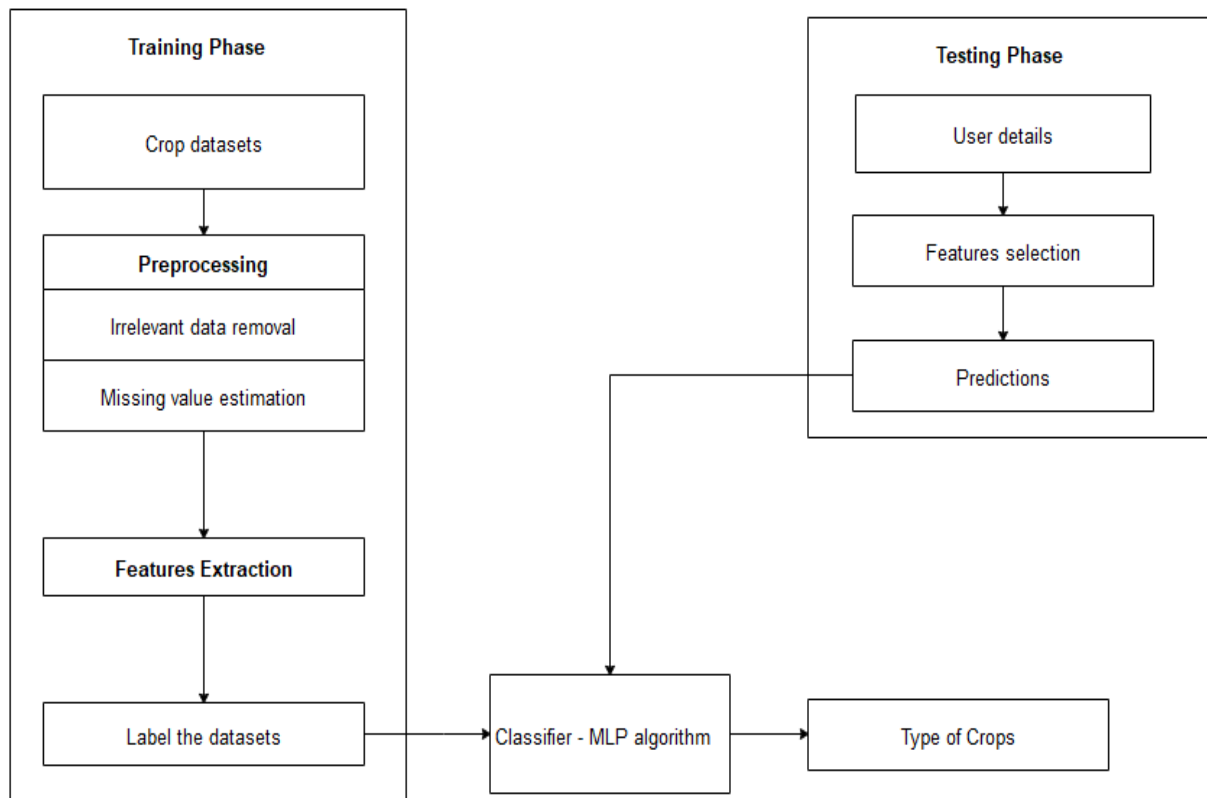 Training Phase
Crop datasets
Preprocessing
Irrelevant data removal
Missing value estimation
Features Extraction
Label the datasets
Testing Phase
User details
Features selection
Predictions
Classifier - MLP algorithm
Type of Crops